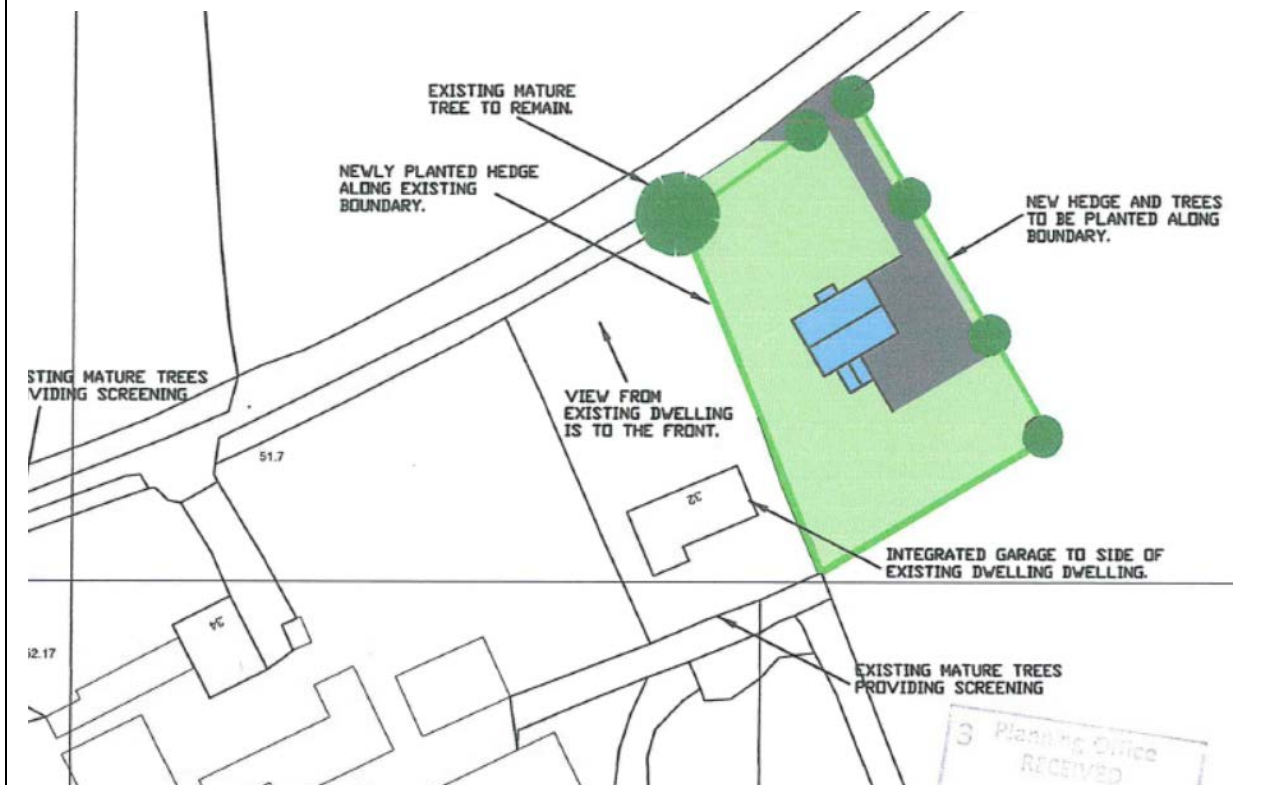 EXISTING MATURE
TREE TO REMAIN.
NEWLY PLANTED HEDGE
ALONG EXISTING
BOUNDARY.
NEW HEDGE AND TREES
TO BE PLANTED ALONG
BOUNDARY.
STING MATURE TREES
VIDING SCREENING
VIEW FROM
EXISTING DWELLING
IS TO THE FRONT.
51.7
32
INTEGRATED GARAGE TO SIDE OF
EXISTING DWELLING DWELLING.
34
52.17
EXISTING MATURE TREES
PROVIDING SCREENING
3 Planning Office
RECEIVED